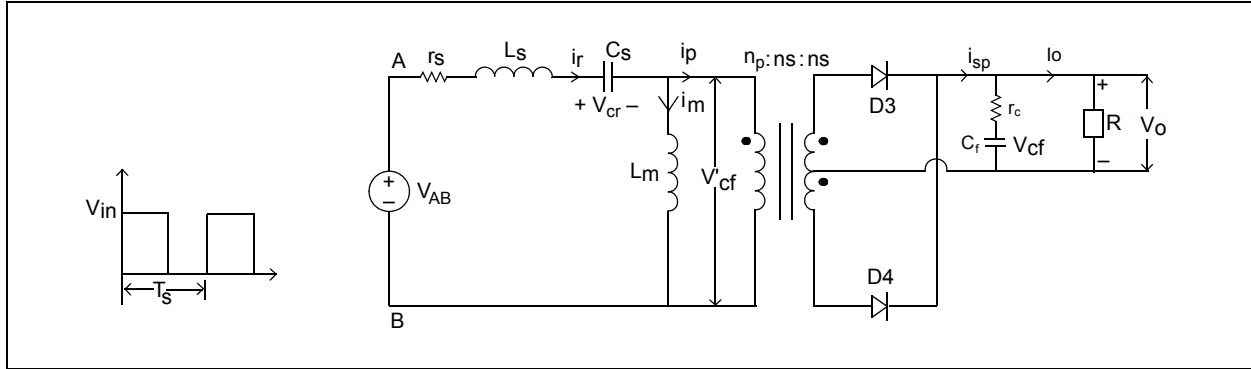 A
rs
Ls
ir
Cs
+ Vcr –
ip
im
Lm
V'cf
np:ns:ns
D3
D4
isp
Io
rc
Cf
Vcf
+
R
–
Vo
+
–
VAB
B
Vin
Ts